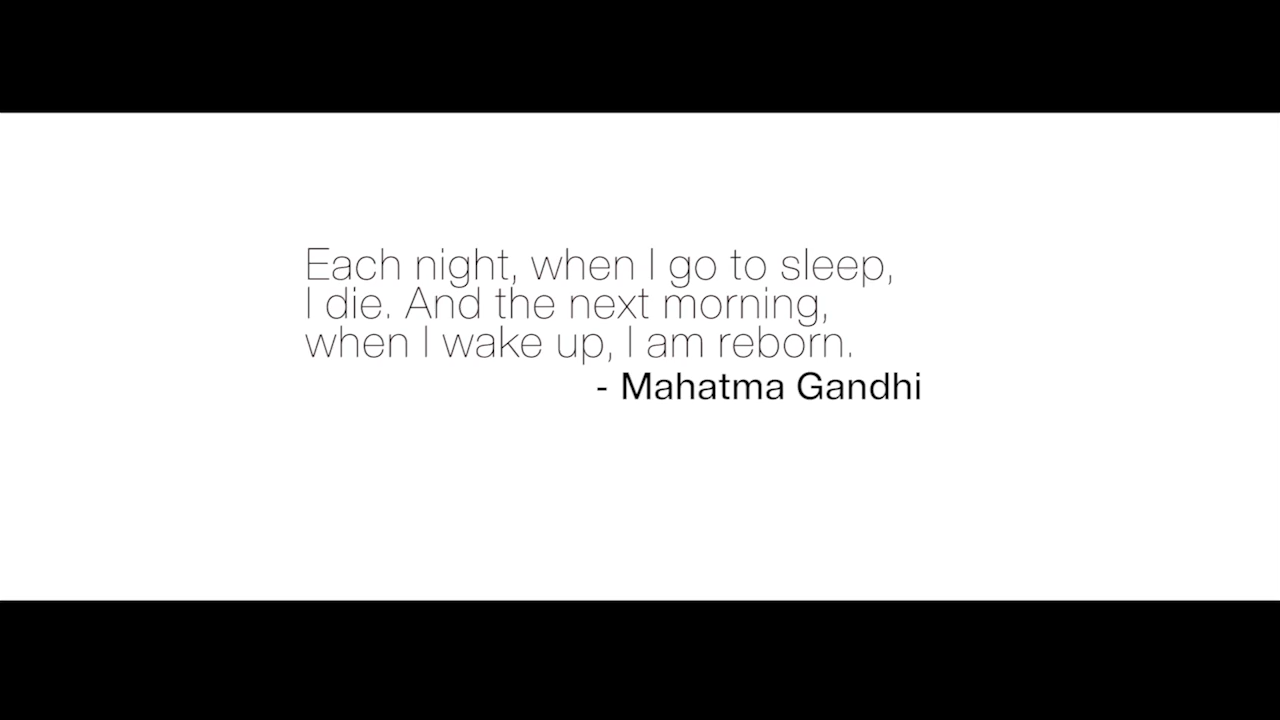 Each night, when I go to sleep,
I die. And the next morning,
when I wake up, I am reborn.
- Mahatma Gandhi